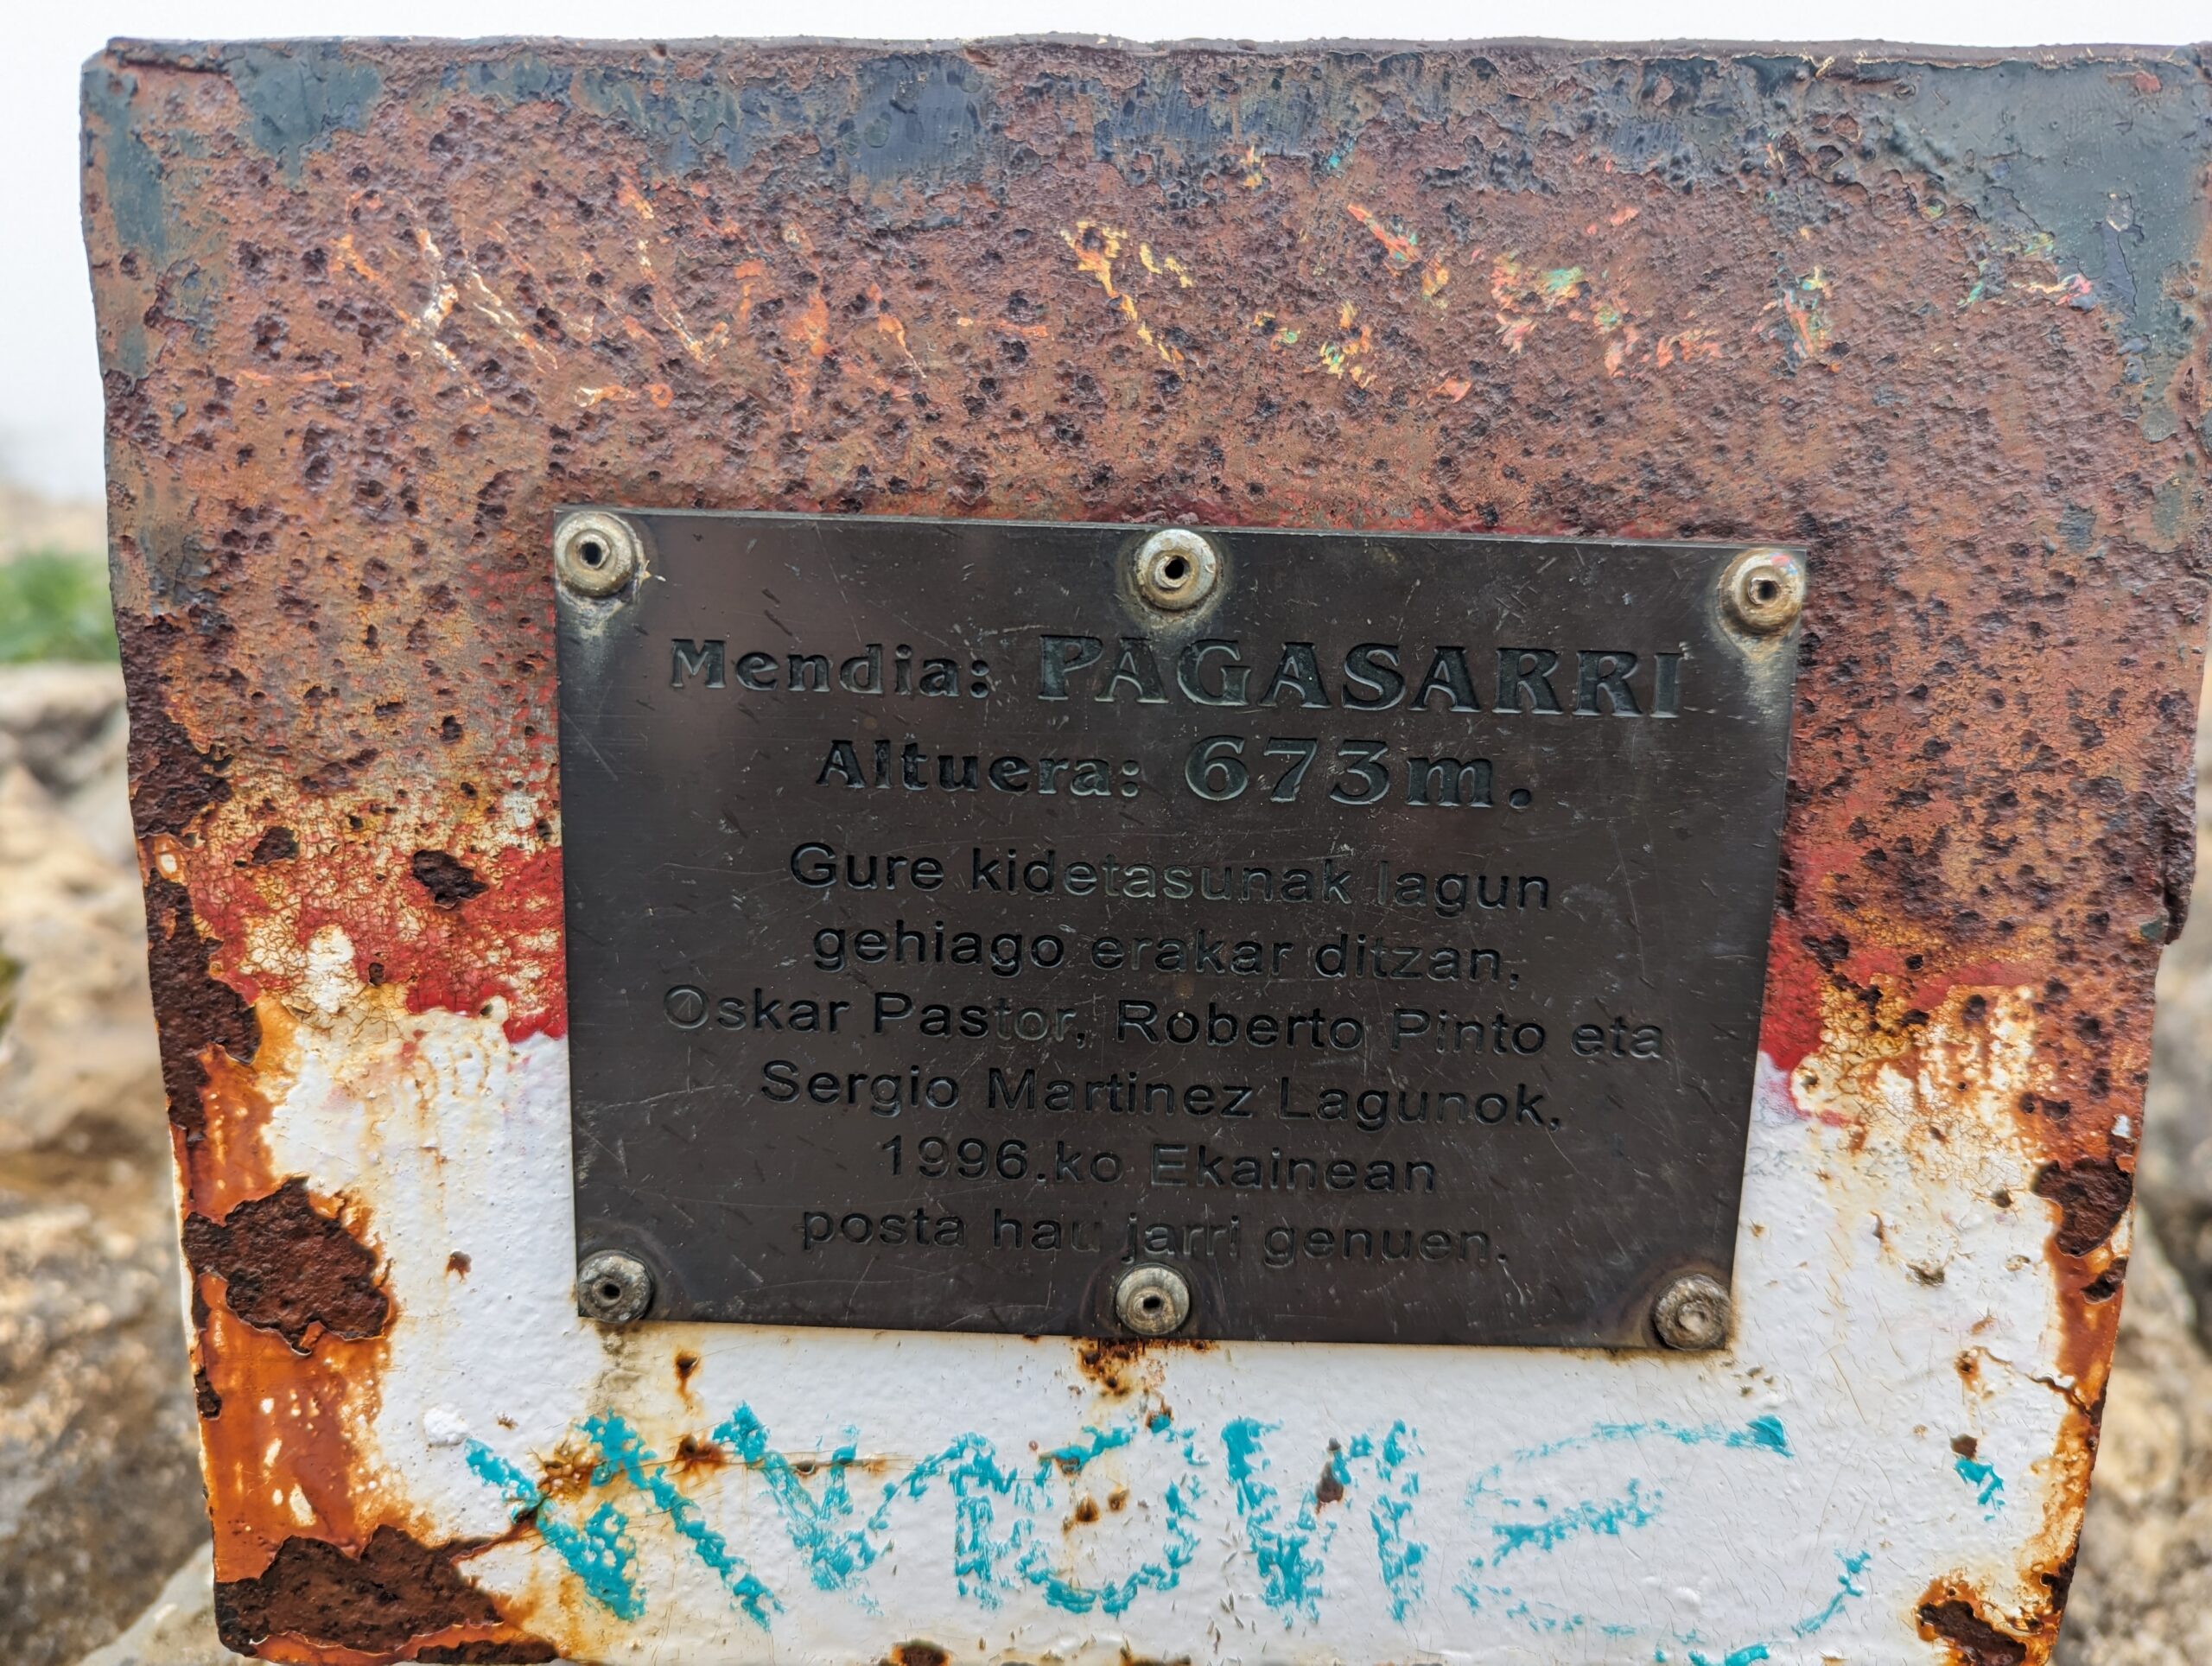 Mendia: PAGASARRI
Altuera: 673m.
Gure kidetasunak lagun
gehiago erakar ditzan,
Oskar Pastor, Roberto Pinto eta
Sergio Martinez Lagunok,
1996.ko Ekainean
posta hau jarri genuen.